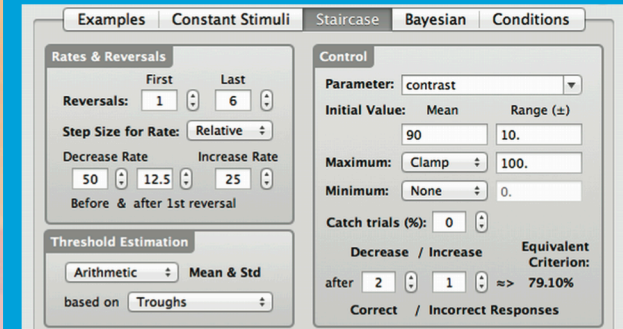 Examples Constant Stimuli Staircase Bayesian Conditions
Rates & Reversals
First Last
Reversals: 1 6
Step Size for Rate: Relative
Decrease Rate Increase Rate
50 12.5 25
Before & after 1st reversal
Threshold Estimation
Arithmetic Mean & Std
based on Troughs
Control
Parameter: contrast
Initial Value: Mean Range (±)
90 10.
Maximum: Clamp 100.
Minimum: None 0.
Catch trials (%): 0
Decrease / Increase Equivalent
Criterion:
after 2 1 ≈> 79.10%
Correct / Incorrect Responses